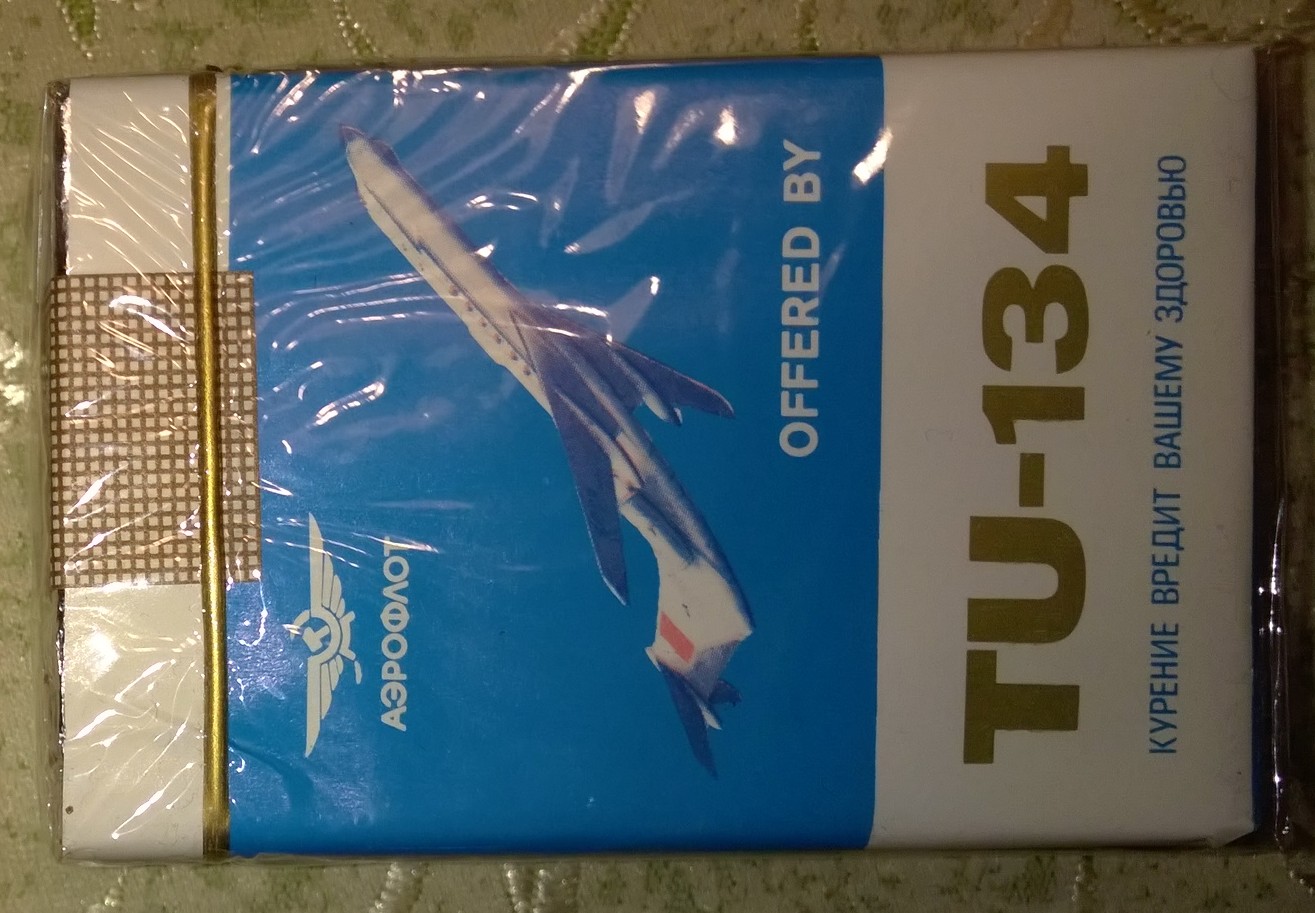 АЭРОФЛОТ
OFFERED BY
TU-134
КУРЕНИЕ ВРЕДИТ ВАШЕМУ ЗДОРОВЬЮ